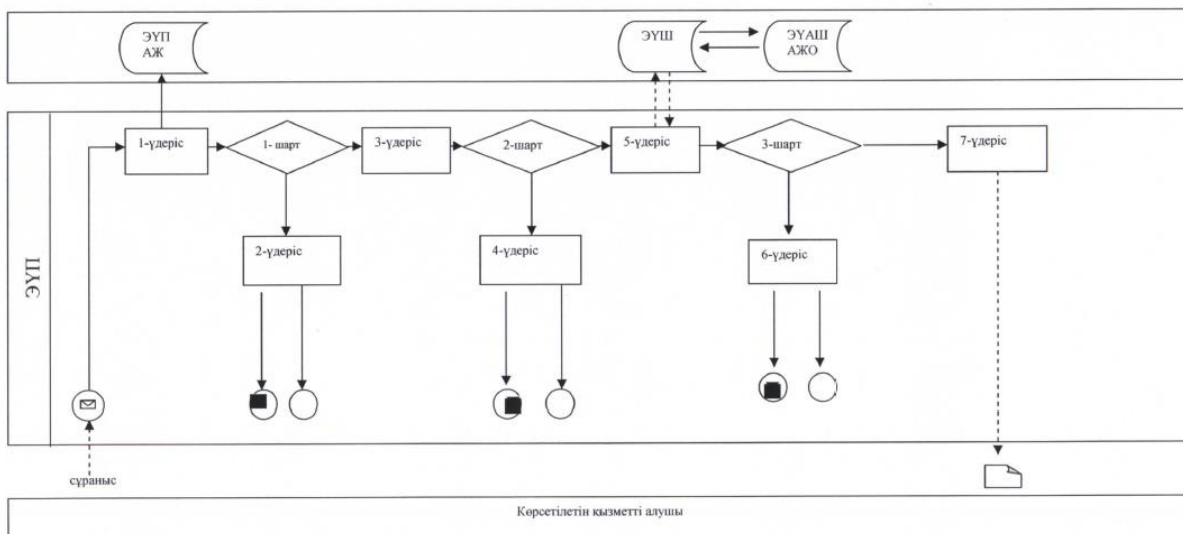 ЭҮП
АЖ
ЭҮШ
ЭҮАШ
АЖО
1-үдеріс
1- шарт
3-үдеріс
2-шарт
5-үдеріс
3-шарт
7-үдеріс
2-үдеріс
4-үдеріс
6-үдеріс
ЭҮП
сұраныс
Көрсетілетін қызметті алушы